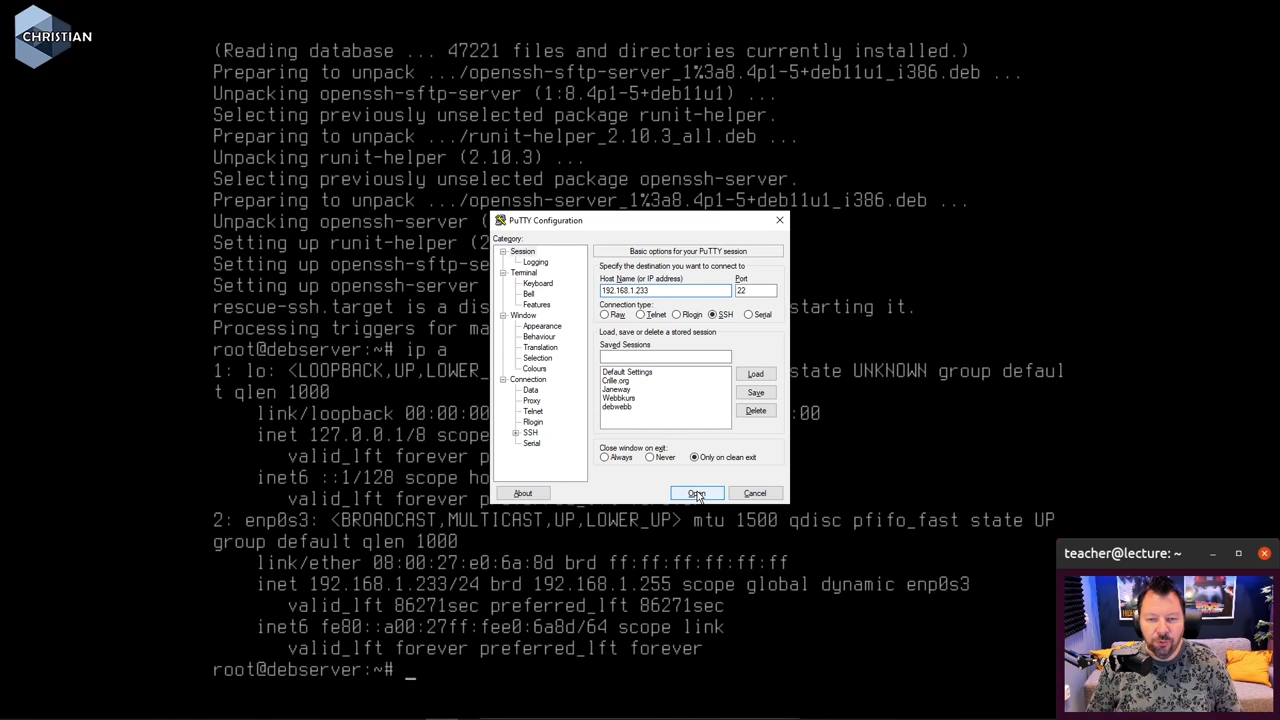 CHRISTIAN
(Reading database ... 47221 files and directories currently installed.)
Preparing to unpack .../openssh-sftp-server_1%3a8.4p1-5+deb11u1_i386.deb ...
Unpacking openssh-sftp-server (1:8.4p1-5+deb11u1) ...
Selecting previously unselected package runit-helper.
Preparing to unpack .../runit-helper_2.10.3_all.deb ...
Unpacking runit-helper (2.10.3) ...
Selecting previously unselected package openssh-server.
Preparing to unpack .../openssh-server_1%3a8.4p1-5+deb11u1_i386.deb ...
Unpacking openssh-server (
Setting up runit-helper (2
Setting up openssh-sftp-se
Setting up openssh-server
rescue-ssh.target is a dis starting it.
Processing triggers for ma
root@debserver:~# ip a
1: lo: <LOOPBACK,UP,LOWER_ state UNKNOWN group defaul
t qlen 1000
link/loopback 00:00:00 :00
inet 127.0.0.1/8 scope
valid_lft forever p
inet6 ::1/128 scope ho
valid_lft forever p
2: enp0s3: <BROADCAST,MULTICAST,UP,LOWER_UP> mtu 1500 qdisc pfifo_fast state UP
group default qlen 1000
link/ether 08:00:27:e0:6a:8d brd ff:ff:ff:ff:ff:ff
inet 192.168.1.233/24 brd 192.168.1.255 scope global dynamic enp0s3
valid_lft 86271sec preferred_lft 86271sec
inet6 fe80::a00:27ff:fee0:6a8d/64 scope link
valid_lft forever preferred_lft forever
root@debserver:~# _
PuTTY Configuration
Category:
Session
Logging
Terminal
Keyboard
Bell
Features
Window
Appearance
Behaviour
Translation
Selection
Colours
Connection
Data
Proxy
Telnet
Rlogin
SSH
Serial
Basic options for your PuTTY session
Specify the destination you want to connect to
Host Name (or IP address) Port
192.168.1.233 22
Connection type:
Raw Telnet Rlogin SSH Serial
Load, save or delete a stored session
Saved Sessions
Default Settings
Crille.org
Janeway
Webbkurs
debwebb
Load
Save
Delete
Close window on exit:
Always Never Only on clean exit
About Open Cancel
teacher@lecture: ~